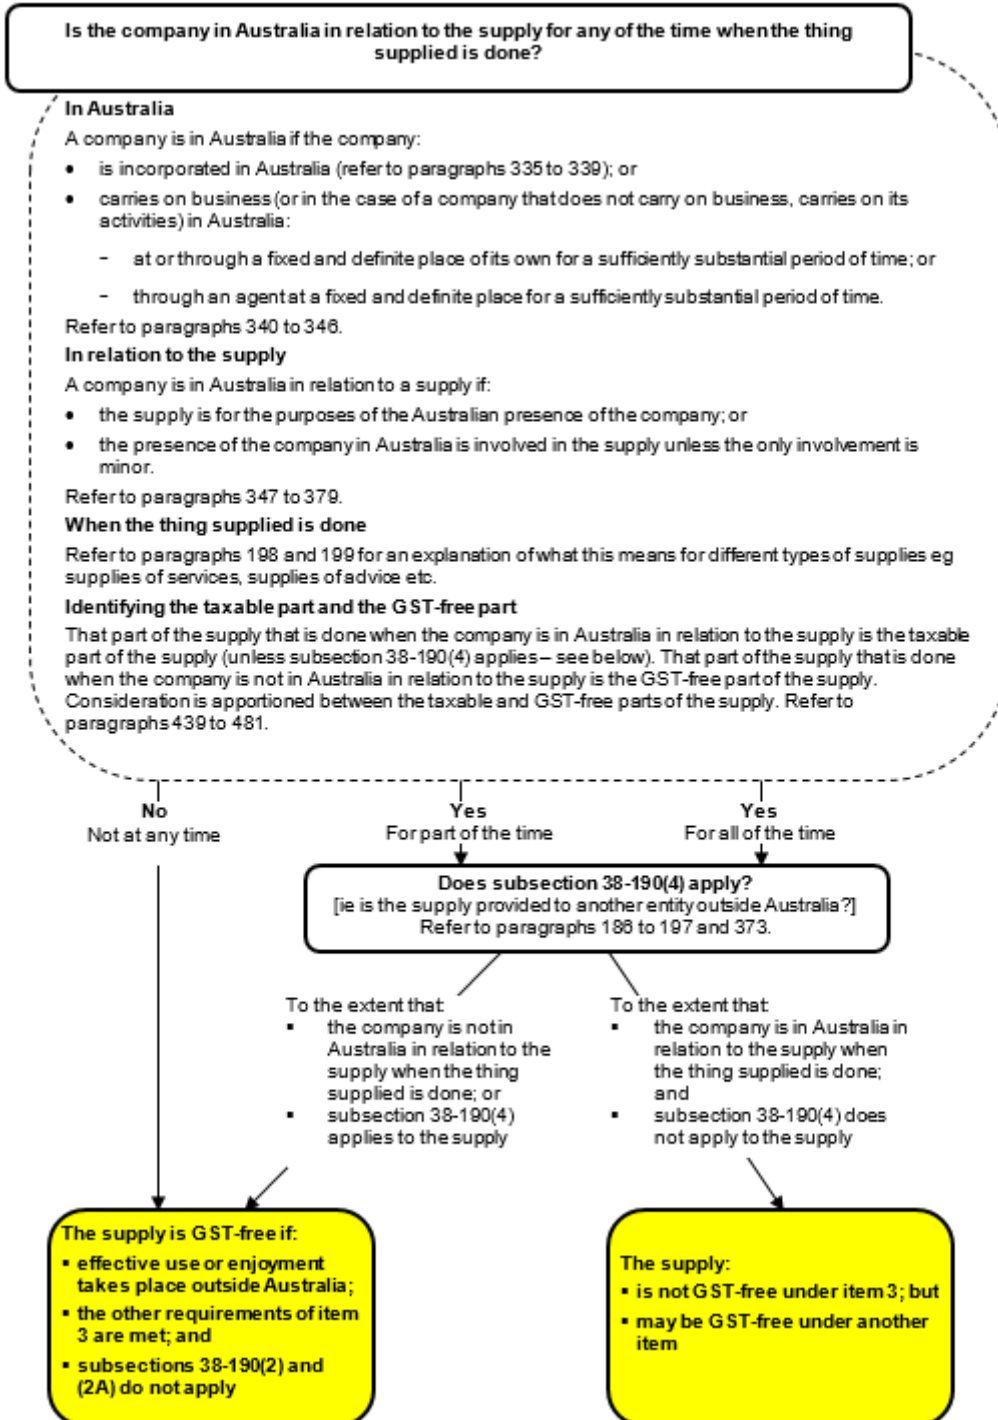 Is the company in Australia in relation to the supply for any of the time when the thing
supplied is done?
In Australia
A company is in Australia if the company:
• is incorporated in Australia (refer to paragraphs 335 to 339); or
• carries on business (or in the case of a company that does not carry on business, carries on its
activities) in Australia:
- at or through a fixed and definite place of its own for a sufficiently substantial period of time; or
- through an agent at a fixed and definite place for a sufficiently substantial period of time.
Refer to paragraphs 340 to 346.
In relation to the supply
A company is in Australia in relation to a supply if:
• the supply is for the purposes of the Australian presence of the company; or
• the presence of the company in Australia is involved in the supply unless the only involvement is
minor.
Refer to paragraphs 347 to 379.
When the thing supplied is done
Refer to paragraphs 198 and 199 for an explanation of what this means for different types of supplies eg
supplies of services, supplies of advice etc.
Identifying the taxable part and the GST-free part
That part of the supply that is done when the company is in Australia in relation to the supply is the taxable
part of the supply (unless subsection 38-190(4) applies – see below). That part of the supply that is done
when the company is not in Australia in relation to the supply is the GST-free part of the supply.
Consideration is apportioned between the taxable and GST-free parts of the supply. Refer to
paragraphs 439 to 481.
No
Not at any time
Yes
For part of the time
Yes
For all of the time
Does subsection 38-190(4) apply?
[ie is the supply provided to another entity outside Australia?]
Refer to paragraphs 186 to 197 and 373.
To the extent that:
▪ the company is not in
Australia in relation to the
supply when the thing
supplied is done; or
▪ subsection 38-190(4)
applies to the supply
To the extent that:
▪ the company is in Australia in
relation to the supply when
the thing supplied is done;
and
▪ subsection 38-190(4) does
not apply to the supply
The supply is GST-free if:
▪ effective use or enjoyment
takes place outside Australia;
▪ the other requirements of item
3 are met; and
▪ subsections 38-190(2) and
(2A) do not apply
The supply:
▪ is not GST-free under item 3; but
▪ may be GST-free under another
item